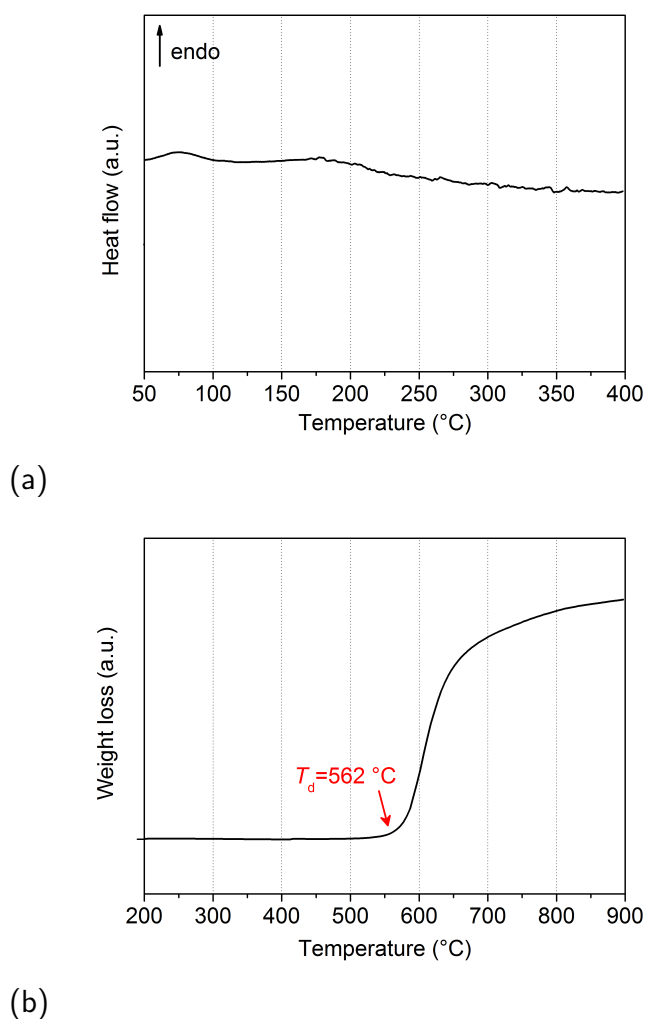 endo
Heat flow (a.u.)
50 100 150 200 250 300 350 400
Temperature (°C)
(a)
Weight loss (a.u.)
T_d=562 °C
200 300 400 500 600 700 800 900
Temperature (°C)
(b)